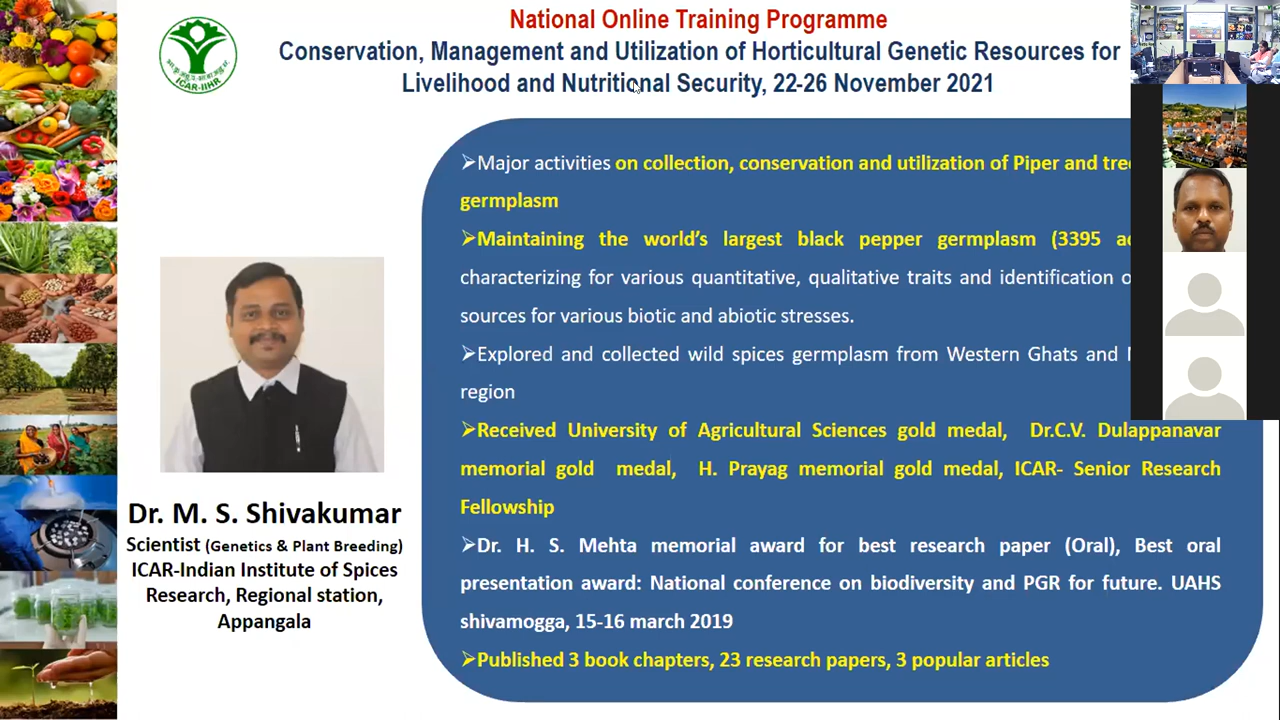 National Online Training Programme
Conservation, Management and Utilization of Horticultural Genetic Resources for
Livelihood and Nutritional Security, 22-26 November 2021
ICAR-IIHR
➢Major activities on collection, conservation and utilization of Piper and tree
germplasm
➢Maintaining the world's largest black pepper germplasm (3395
characterizing for various quantitative, qualitative traits and identification
sources for various biotic and abiotic stresses.
➢Explored and collected wild spices germplasm from Western Ghats and
region
➢Received University of Agricultural Sciences gold medal, Dr.C.V. Dulappanavar
memorial gold medal, H. Prayag memorial gold medal, ICAR- Senior Research
Fellowship
➢Dr. H. S. Mehta memorial award for best research paper (Oral), Best oral
presentation award: National conference on biodiversity and PGR for future. UAHS
shivamogga, 15-16 march 2019
➢Published 3 book chapters, 23 research papers, 3 popular articles
Dr. M. S. Shivakumar
Scientist (Genetics & Plant Breeding)
ICAR-Indian Institute of Spices
Research, Regional station,
Appangala